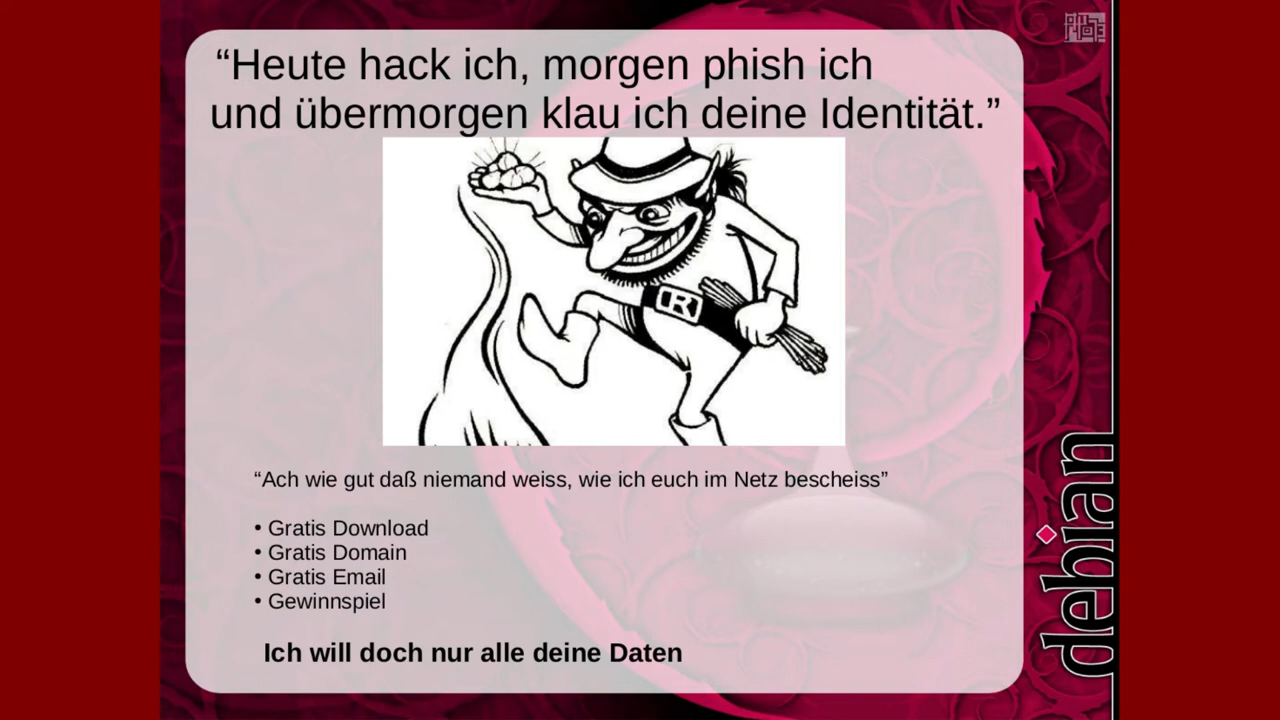 “Heute hack ich, morgen phish ich
und übermorgen klau ich deine Identität.”
R
“Ach wie gut daß niemand weiss, wie ich euch im Netz bescheiss”
• Gratis Download
• Gratis Domain
• Gratis Email
• Gewinnspiel
Ich will doch nur alle deine Daten
debian